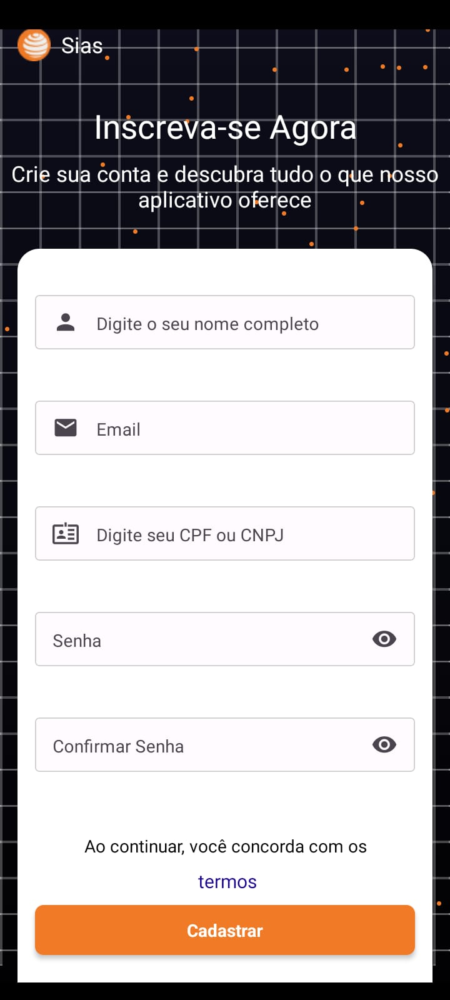 Sias
Inscreva-se Agora
Crie sua conta e descubra tudo o que nosso
aplicativo oferece
Digite o seu nome completo
Email
Digite seu CPF ou CNPJ
Senha
Confirmar Senha
Ao continuar, você concorda com os
termos
Cadastrar